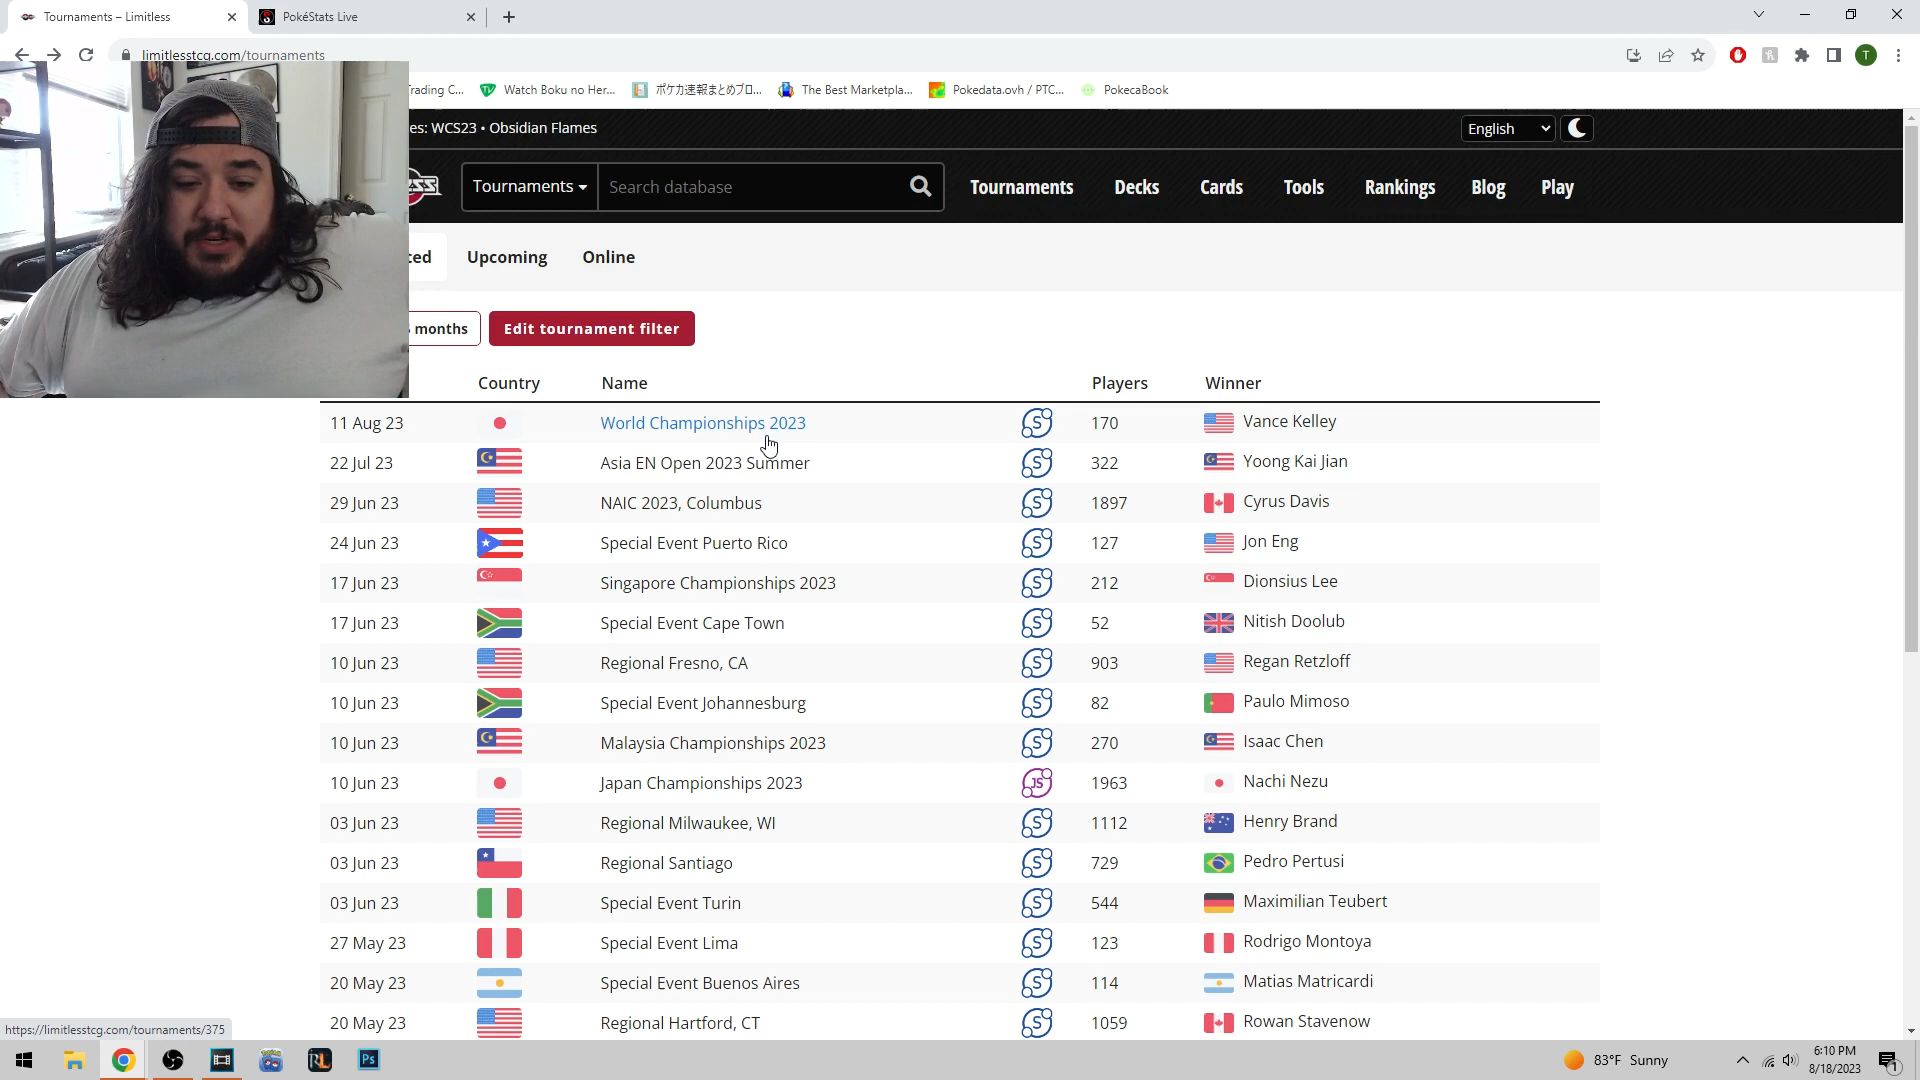 Tournaments – Limitless
PokéStats Live
limitlesstcg.com/tournaments
T
rading C...
Watch Boku no Her...
ポケカ速報まとめブロ...
The Best Marketpla...
Pokedata.ovh / PTC...
PokecaBook
es: WCS23 • Obsidian Flames
English
Tournaments
Search database
Tournaments
Decks
Cards
Tools
Rankings
Blog
Play
ted
Upcoming
Online
months
Edit tournament filter
Country Name Players Winner
11 Aug 23 World Championships 2023 S 170 Vance Kelley
22 Jul 23 Asia EN Open 2023 Summer S 322 Yoong Kai Jian
29 Jun 23 NAIC 2023, Columbus S 1897 Cyrus Davis
24 Jun 23 Special Event Puerto Rico S 127 Jon Eng
17 Jun 23 Singapore Championships 2023 S 212 Dionsius Lee
17 Jun 23 Special Event Cape Town S 52 Nitish Doolub
10 Jun 23 Regional Fresno, CA S 903 Regan Retzloff
10 Jun 23 Special Event Johannesburg S 82 Paulo Mimoso
10 Jun 23 Malaysia Championships 2023 S 270 Isaac Chen
10 Jun 23 Japan Championships 2023 JS 1963 Nachi Nezu
03 Jun 23 Regional Milwaukee, WI S 1112 Henry Brand
03 Jun 23 Regional Santiago S 729 Pedro Pertusi
03 Jun 23 Special Event Turin S 544 Maximilian Teubert
27 May 23 Special Event Lima S 123 Rodrigo Montoya
20 May 23 Special Event Buenos Aires S 114 Matias Matricardi
20 May 23 Regional Hartford, CT S 1059 Rowan Stavenow
https://limitlesstcg.com/tournaments/375
RL
Ps
83°F Sunny
6:10 PM
8/18/2023
1